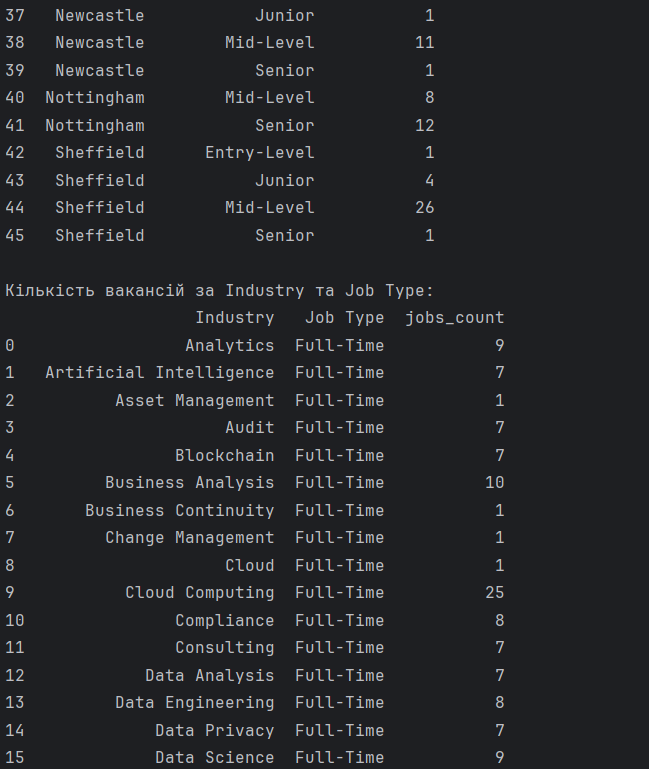 37 Newcastle Junior 1
38 Newcastle Mid-Level 11
39 Newcastle Senior 1
40 Nottingham Mid-Level 8
41 Nottingham Senior 12
42 Sheffield Entry-Level 1
43 Sheffield Junior 4
44 Sheffield Mid-Level 26
45 Sheffield Senior 1
Кількість вакансій за Industry та Job Type:
Industry Job Type jobs_count
0 Analytics Full-Time 9
1 Artificial Intelligence Full-Time 7
2 Asset Management Full-Time 1
3 Audit Full-Time 7
4 Blockchain Full-Time 7
5 Business Analysis Full-Time 10
6 Business Continuity Full-Time 1
7 Change Management Full-Time 1
8 Cloud Full-Time 1
9 Cloud Computing Full-Time 25
10 Compliance Full-Time 8
11 Consulting Full-Time 7
12 Data Analysis Full-Time 7
13 Data Engineering Full-Time 8
14 Data Privacy Full-Time 7
15 Data Science Full-Time 9